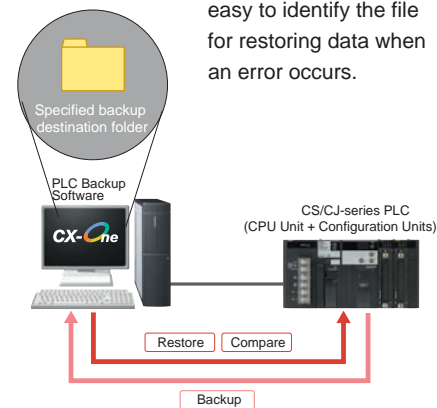 easy to identify the file
for restoring data when
an error occurs.
Specified backup
destination folder
PLC Backup
Software
CX-One
CS/CJ-series PLC
(CPU Unit + Configuration Units)
Restore
Compare
Backup